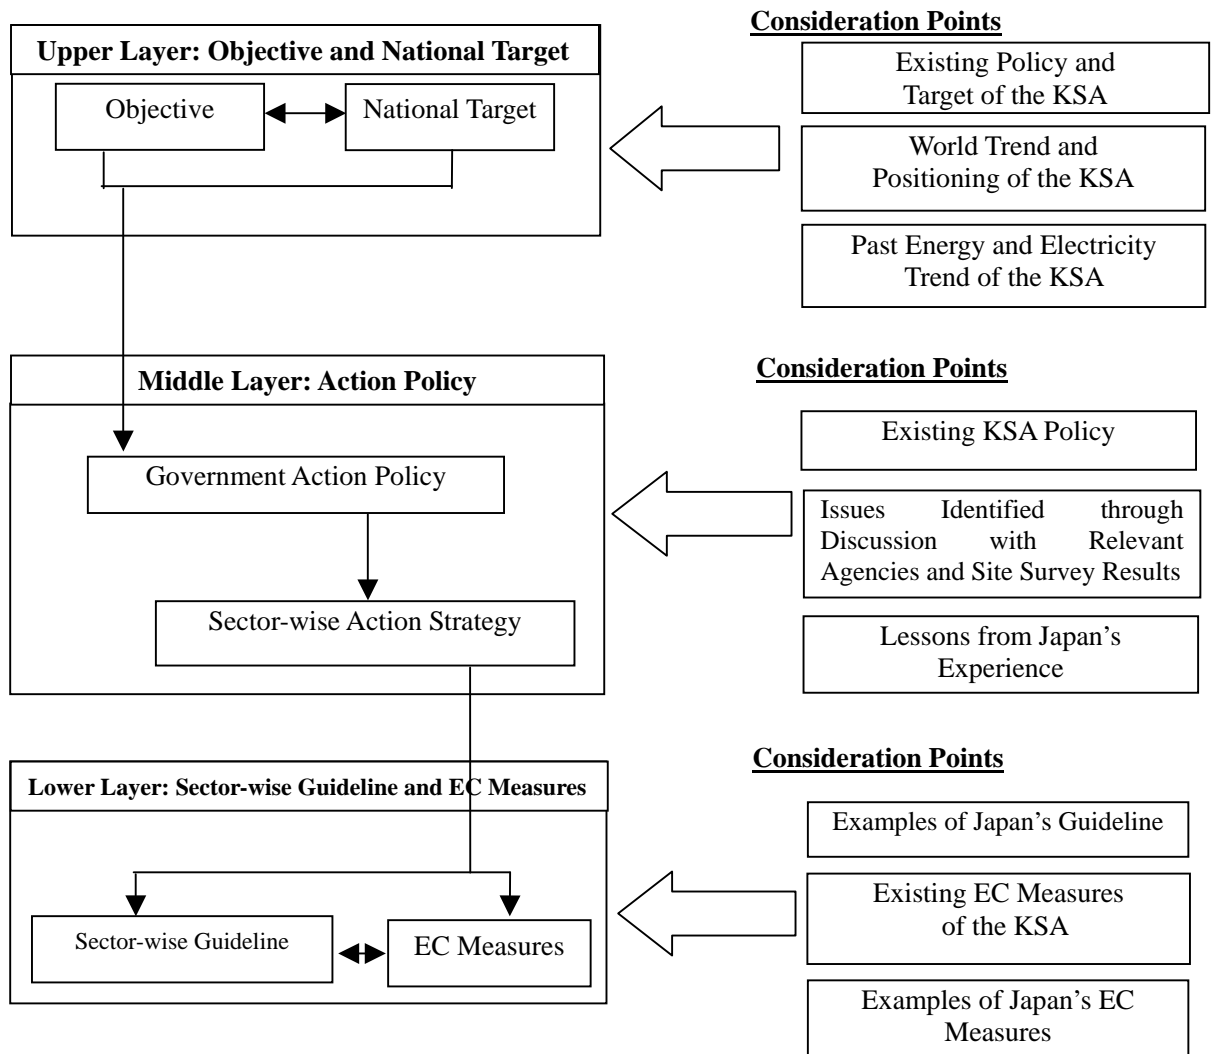 Consideration Points
Upper Layer: Objective and National Target
Objective
National Target
Existing Policy and
Target of the KSA
World Trend and
Positioning of the KSA
Past Energy and Electricity
Trend of the KSA
Consideration Points
Middle Layer: Action Policy
Government Action Policy
Sector-wise Action Strategy
Existing KSA Policy
Issues Identified through
Discussion with Relevant
Agencies and Site Survey Results
Lessons from Japan’s
Experience
Consideration Points
Lower Layer: Sector-wise Guideline and EC Measures
Sector-wise Guideline
EC Measures
Examples of Japan’s Guideline
Existing EC Measures
of the KSA
Examples of Japan’s EC
Measures